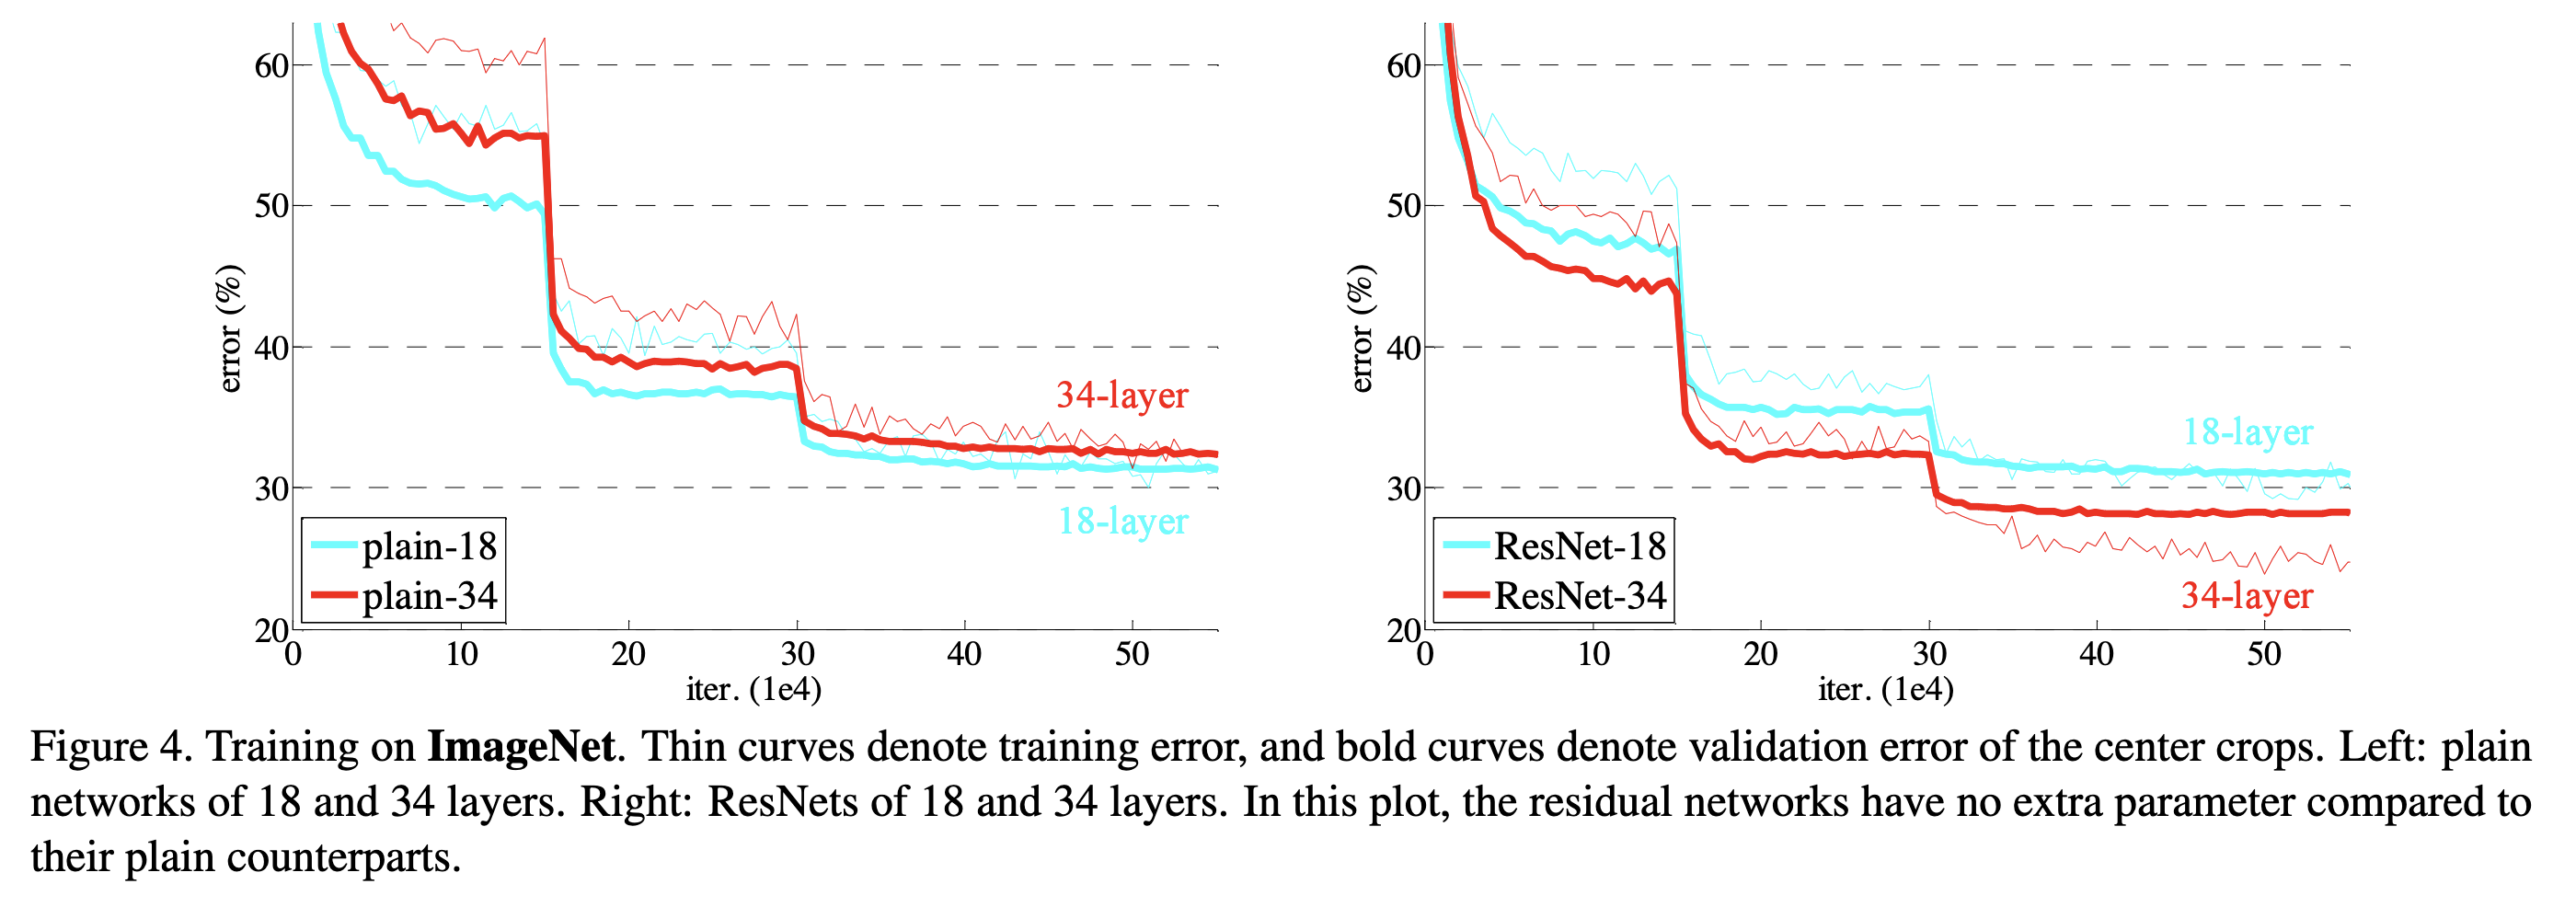 60
50
40
30
20
error (%)
34-layer
18-layer
plain-18
plain-34
0 10 20 30 40 50
iter. (1e4)
60
50
40
30
20
error (%)
18-layer
34-layer
ResNet-18
ResNet-34
0 10 20 30 40 50
iter. (1e4)
Figure 4. Training on ImageNet. Thin curves denote training error, and bold curves denote validation error of the center crops. Left: plain
networks of 18 and 34 layers. Right: ResNets of 18 and 34 layers. In this plot, the residual networks have no extra parameter compared to
their plain counterparts.